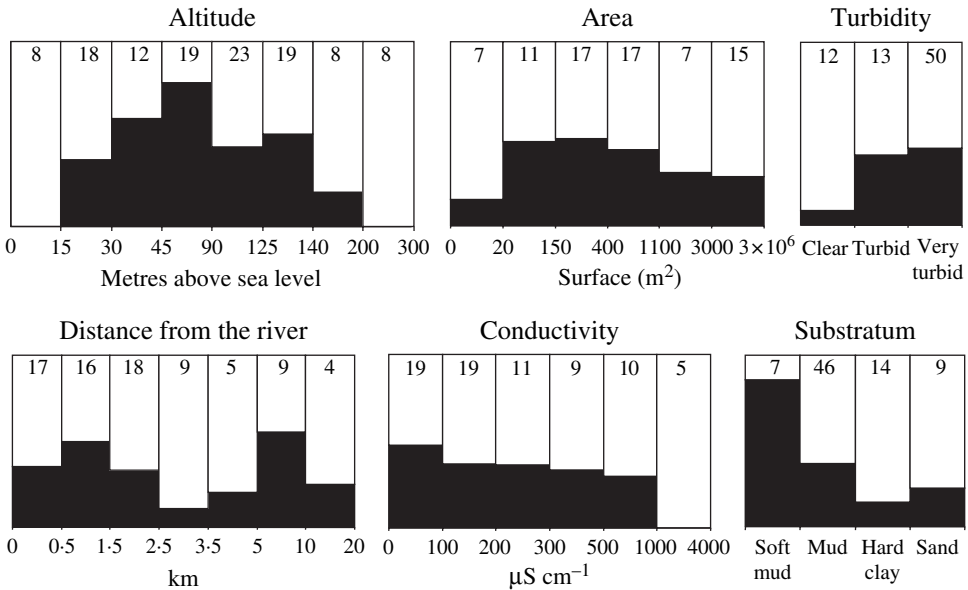 Altitude
8 18 12 19 23 19 8 8
0 15 30 45 90 125 140 200 300
Metres above sea level
Area
7 11 17 17 7 15
0 20 150 400 1100 3000 3×10⁶
Surface (m²)
Turbidity
12 13 50
Clear Turbid Very
turbid
Distance from the river
17 16 18 9 5 9 4
0 0·5 1·5 2·5 3·5 5 10 20
km
Conductivity
19 19 11 9 10 5
0 100 200 300 500 1000 4000
μS cm⁻¹
Substratum
7 46 14 9
Soft Mud Hard Sand
mud clay